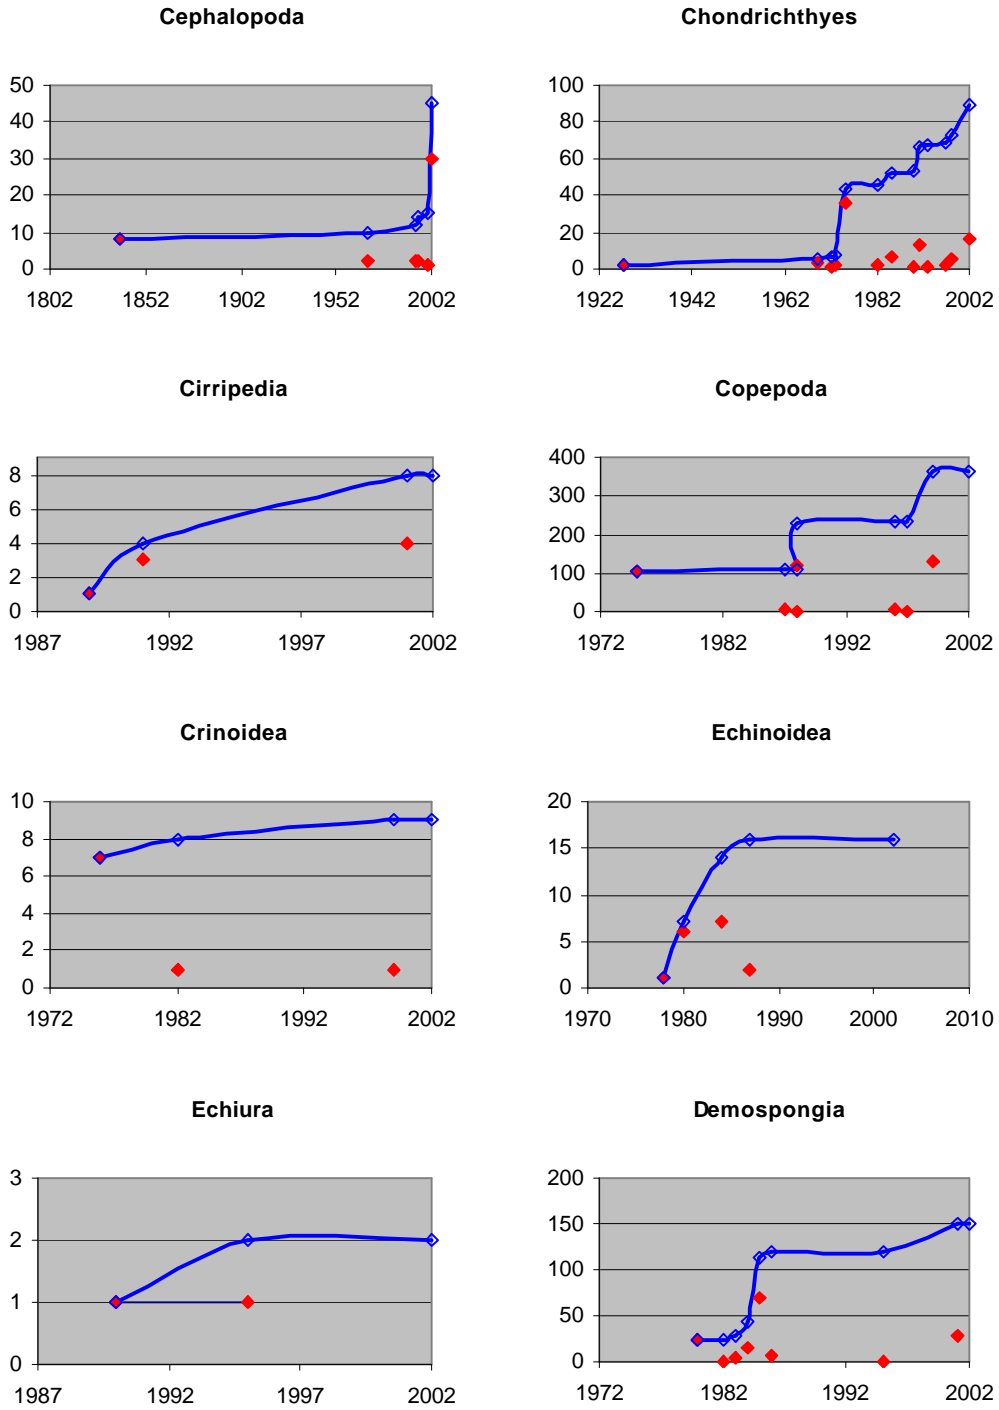 Cephalopoda
50
40
30
20
10
0
1802 1852 1902 1952 2002
Chondrichthyes
100
80
60
40
20
0
1922 1942 1962 1982 2002
Cirripedia
8
6
4
2
0
1987 1992 1997 2002
Copepoda
400
300
200
100
0
1972 1982 1992 2002
Crinoidea
10
8
6
4
2
0
1972 1982 1992 2002
Echinoidea
20
15
10
5
0
1970 1980 1990 2000 2010
Echiura
3
2
1
0
1987 1992 1997 2002
Demospongia
200
150
100
50
0
1972 1982 1992 2002